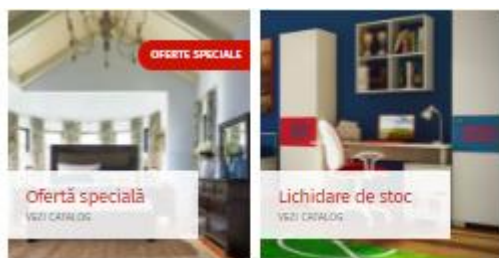 OFERTE SPECIALE
Ofertă specială
VEZI CATALOG
Lichidare de stoc
VEZI CATALOG